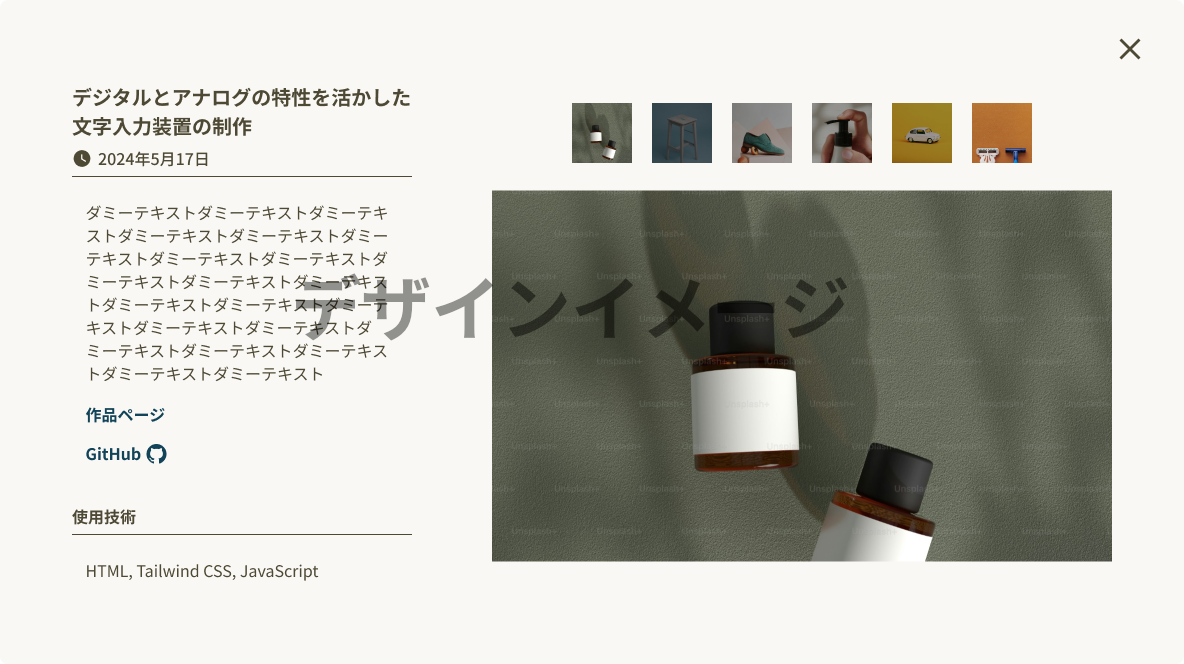 デジタルとアナログの特性を活かした
文字入力装置の制作
2024年5月17日
ダミーテキストダミーテキストダミーテキ
ストダミーテキストダミーテキストダミー
テキストダミーテキストダミーテキストダ
ミーテキストダミーテキストダミーテキス
トダミーテキストダミーテキストダミーテ
キストダミーテキストダミーテキストダ
ミーテキストダミーテキストダミーテキス
トダミーテキストダミーテキスト
作品ページ
GitHub
使用技術
HTML, Tailwind CSS, JavaScript
デザインイメージ
Unsplash+